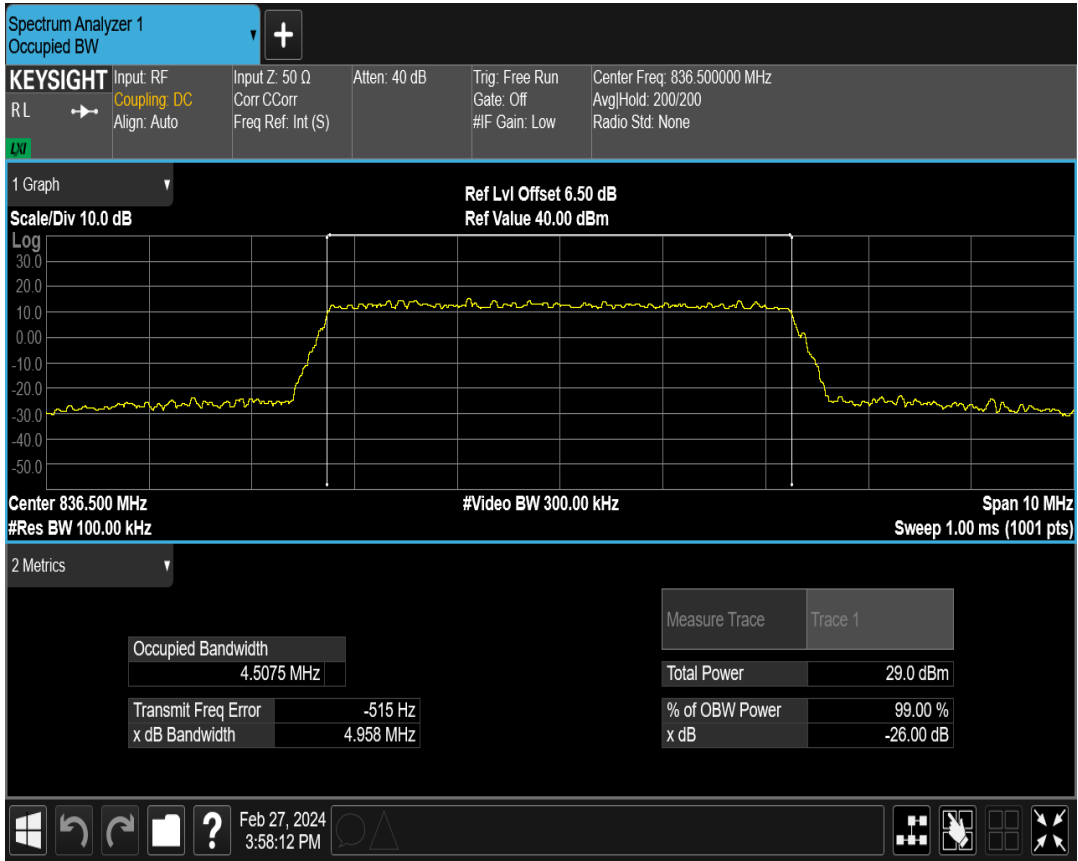 Spectrum Analyzer 1
Occupied BW
+
KEYSIGHT
R L
LXI
Input: RF
Coupling: DC
Align: Auto
Input Z: 50 Ω
Corr CCorr
Freq Ref: Int (S)
Atten: 40 dB
Trig: Free Run
Gate: Off
#IF Gain: Low
Center Freq: 836.500000 MHz
Avg|Hold: 200/200
Radio Std: None
1 Graph
Scale/Div 10.0 dB
Ref Lvl Offset 6.50 dB
Ref Value 40.00 dBm
Log
30.0
20.0
10.0
0.00
-10.0
-20.0
-30.0
-40.0
-50.0
Center 836.500 MHz
#Video BW 300.00 kHz
Span 10 MHz
#Res BW 100.00 kHz
Sweep 1.00 ms (1001 pts)
2 Metrics
Measure Trace Trace 1
Occupied Bandwidth
4.5075 MHz
Total Power 29.0 dBm
Transmit Freq Error -515 Hz
% of OBW Power 99.00 %
x dB Bandwidth 4.958 MHz
x dB -26.00 dB
?
Feb 27, 2024
3:58:12 PM